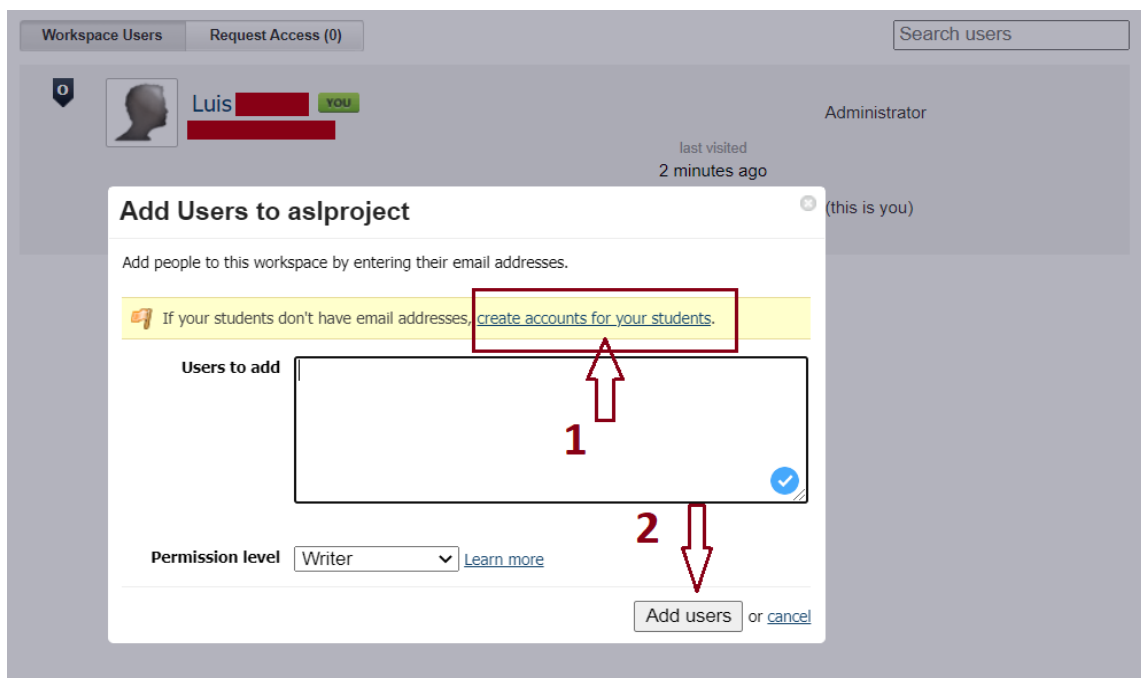 Workspace Users
Request Access (0)
Search users
0
Luis
YOU
Administrator
last visited
2 minutes ago
(this is you)
Add Users to aslproject
Add people to this workspace by entering their email addresses.
If your students don't have email addresses, create accounts for your students.
Users to add
1
2
Permission level Writer Learn more
Add users or cancel